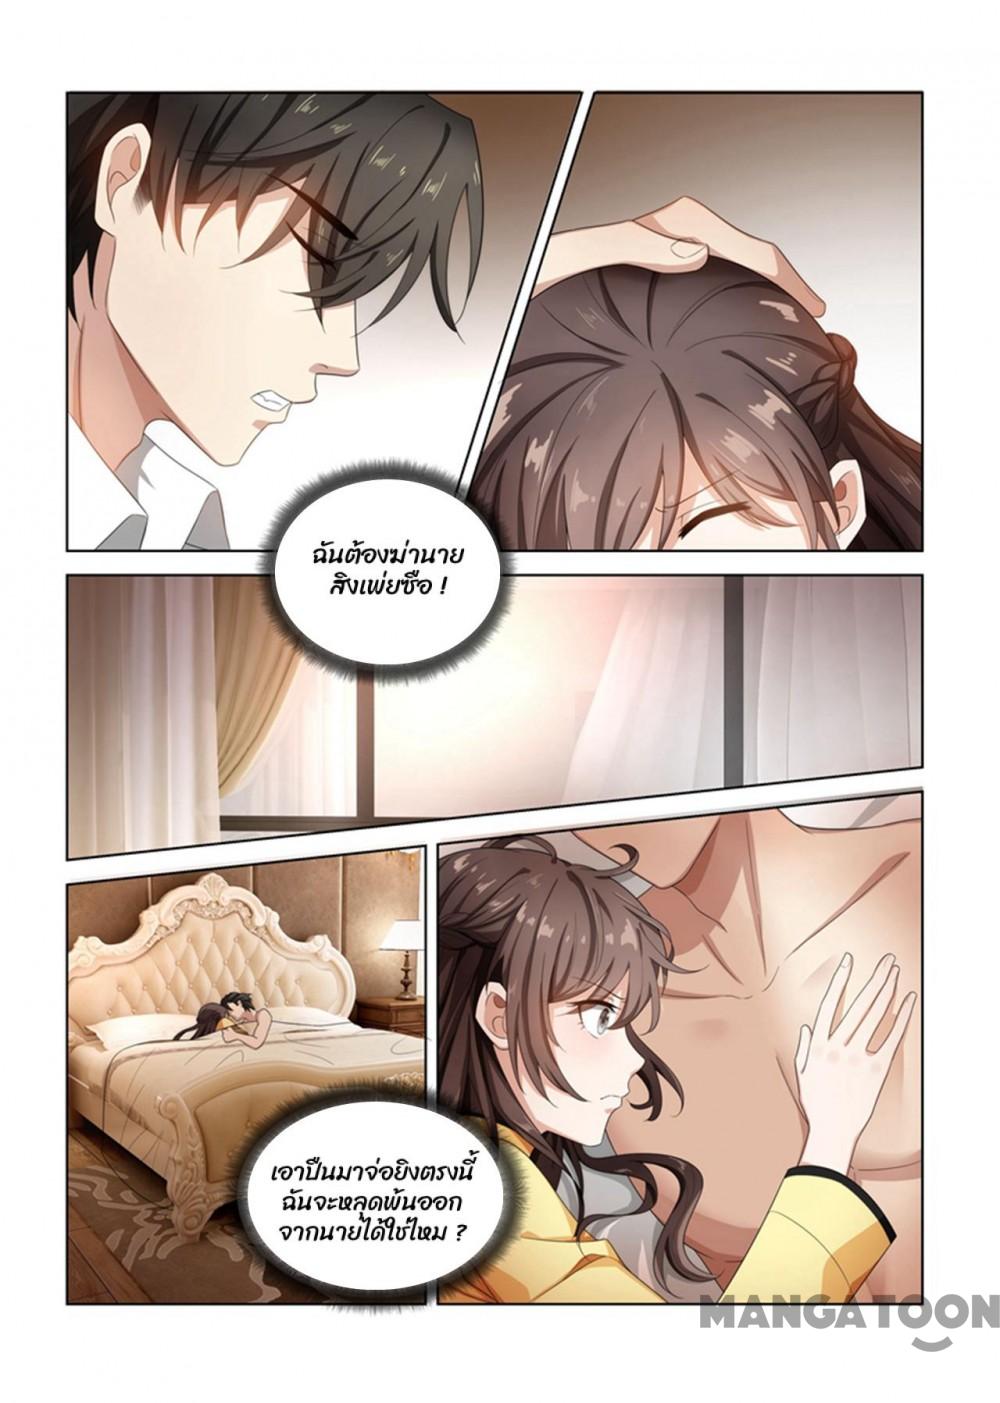 ฉันต้องฆ่านาย
สิงเพ่ยซือ !
เอาปืนมาจ่อยิงตรงนี้
ฉันจะหลุดพ้นออก
จากนายได้ใช่ไหม ?
MANGATOON